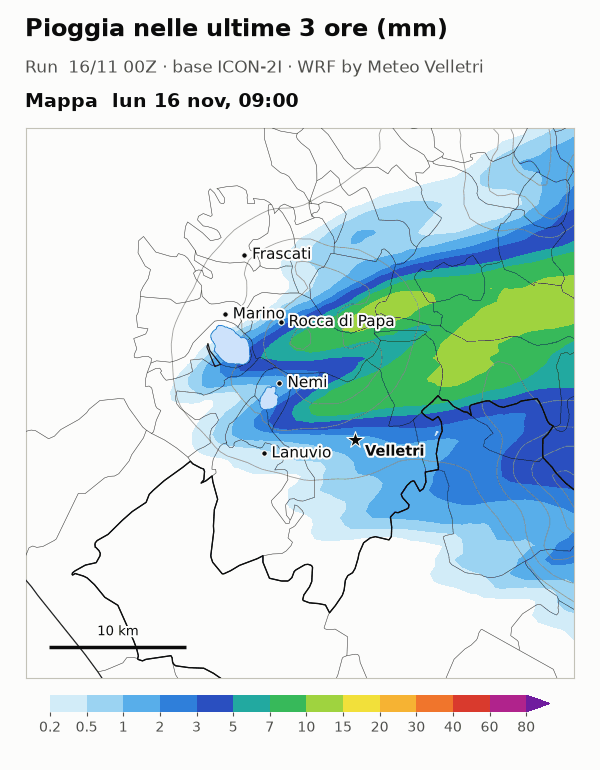 Pioggia nelle ultime 3 ore (mm)
Run 16/11 00Z · base ICON-2I · WRF by Meteo Velletri
Mappa lun 16 nov, 09:00
Frascati
Marino
Rocca di Papa
Nemi
Velletri
Lanuvio
10 km
0.2 0.5 1 2 3 5 7 10 15 20 30 40 60 80